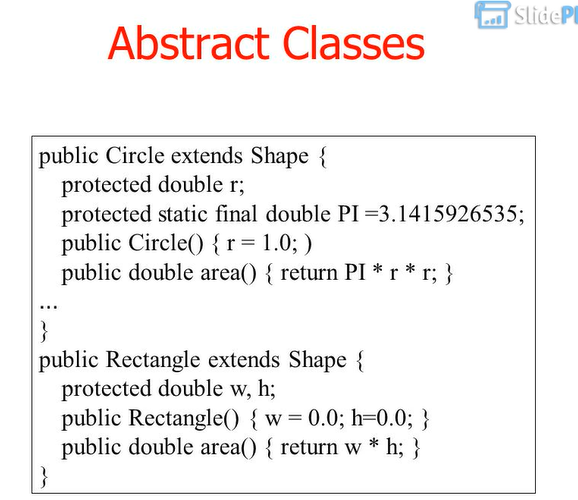 Abstract Classes
public Circle extends Shape {
protected double r;
protected static final double PI =3.1415926535;
public Circle() { r = 1.0; )
public double area() { return PI * r * r; }
...
}
public Rectangle extends Shape {
protected double w, h;
public Rectangle() { w = 0.0; h=0.0; }
public double area() { return w * h; }
}